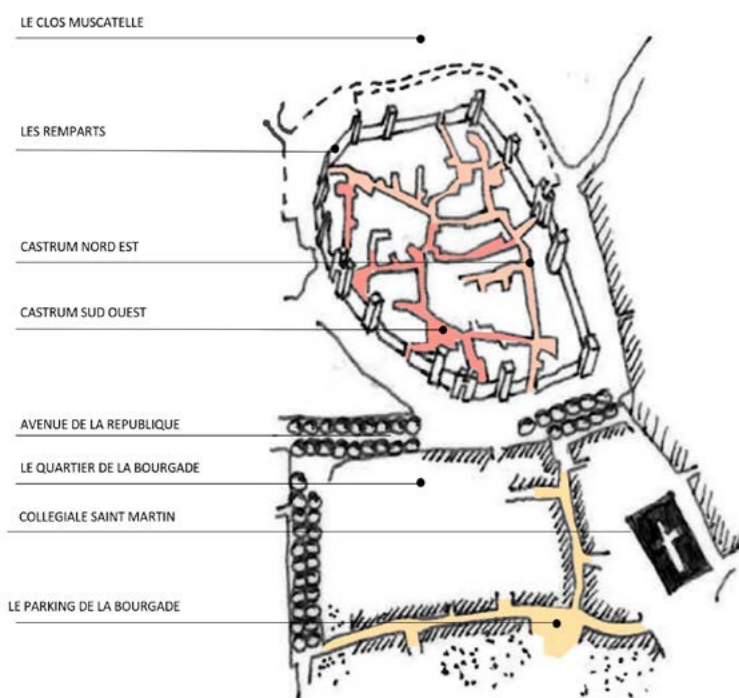 LE CLOS MUSCATELLE
LES REMPARTS
CASTRUM NORD EST
CASTRUM SUD OUEST
AVENUE DE LA REPUBLIQUE
LE QUARTIER DE LA BOURGADE
COLLEGIALE SAINT MARTIN
LE PARKING DE LA BOURGADE